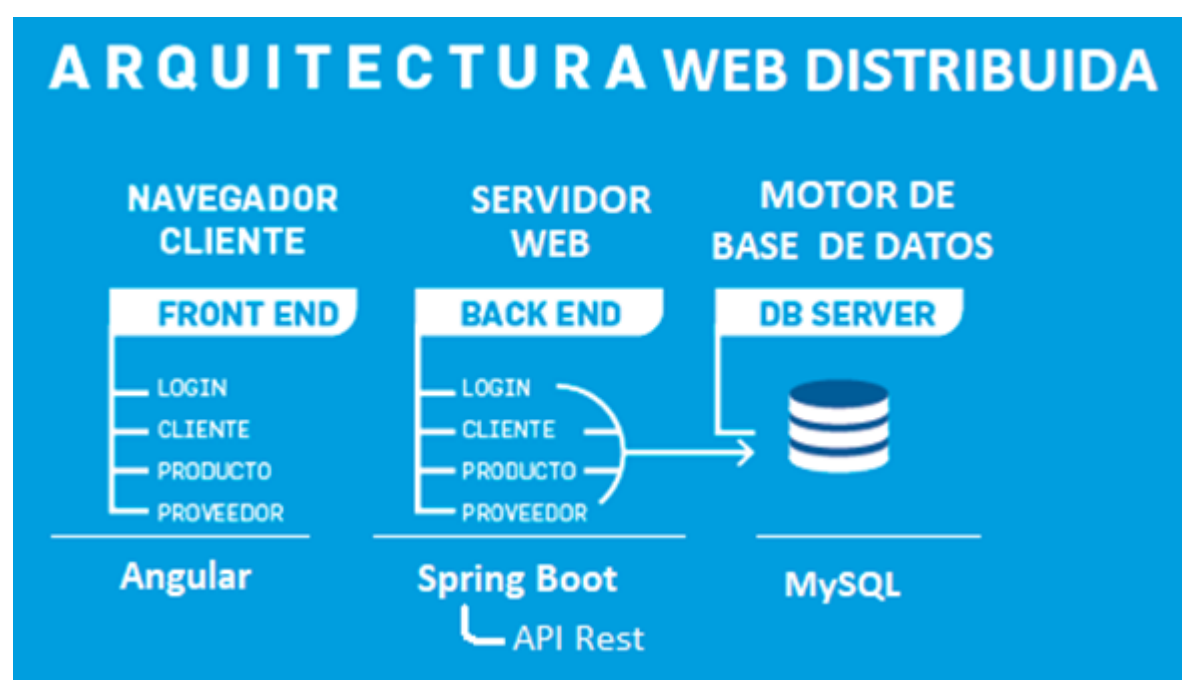 ARQUITECTURA WEB DISTRIBUIDA
NAVEGADOR
CLIENTE
FRONT END
LOGIN
CLIENTE
PRODUCTO
PROVEEDOR
Angular
SERVIDOR
WEB
BACK END
LOGIN
CLIENTE
PRODUCTO
PROVEEDOR
Spring Boot
API Rest
MOTOR DE
BASE DE DATOS
DB SERVER
MySQL